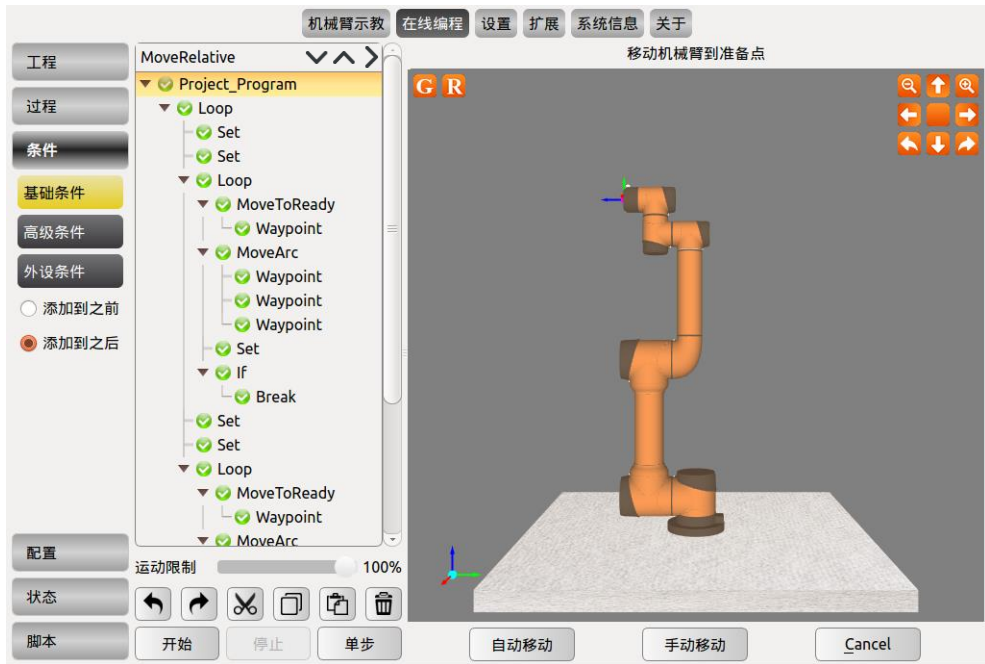 机械臂示教 在线编程 设置 扩展 系统信息 关于
工程
过程
条件
基础条件
高级条件
外设条件
添加到之前
添加到之后
配置
状态
脚本
MoveRelative
Project_Program
Loop
Set
Set
Loop
MoveToReady
Waypoint
MoveArc
Waypoint
Waypoint
Waypoint
Set
If
Break
Set
Set
Loop
MoveToReady
Waypoint
MoveArc
运动限制 100%
开始 停止 单步
移动机械臂到准备点
G R
自动移动 手动移动 Cancel